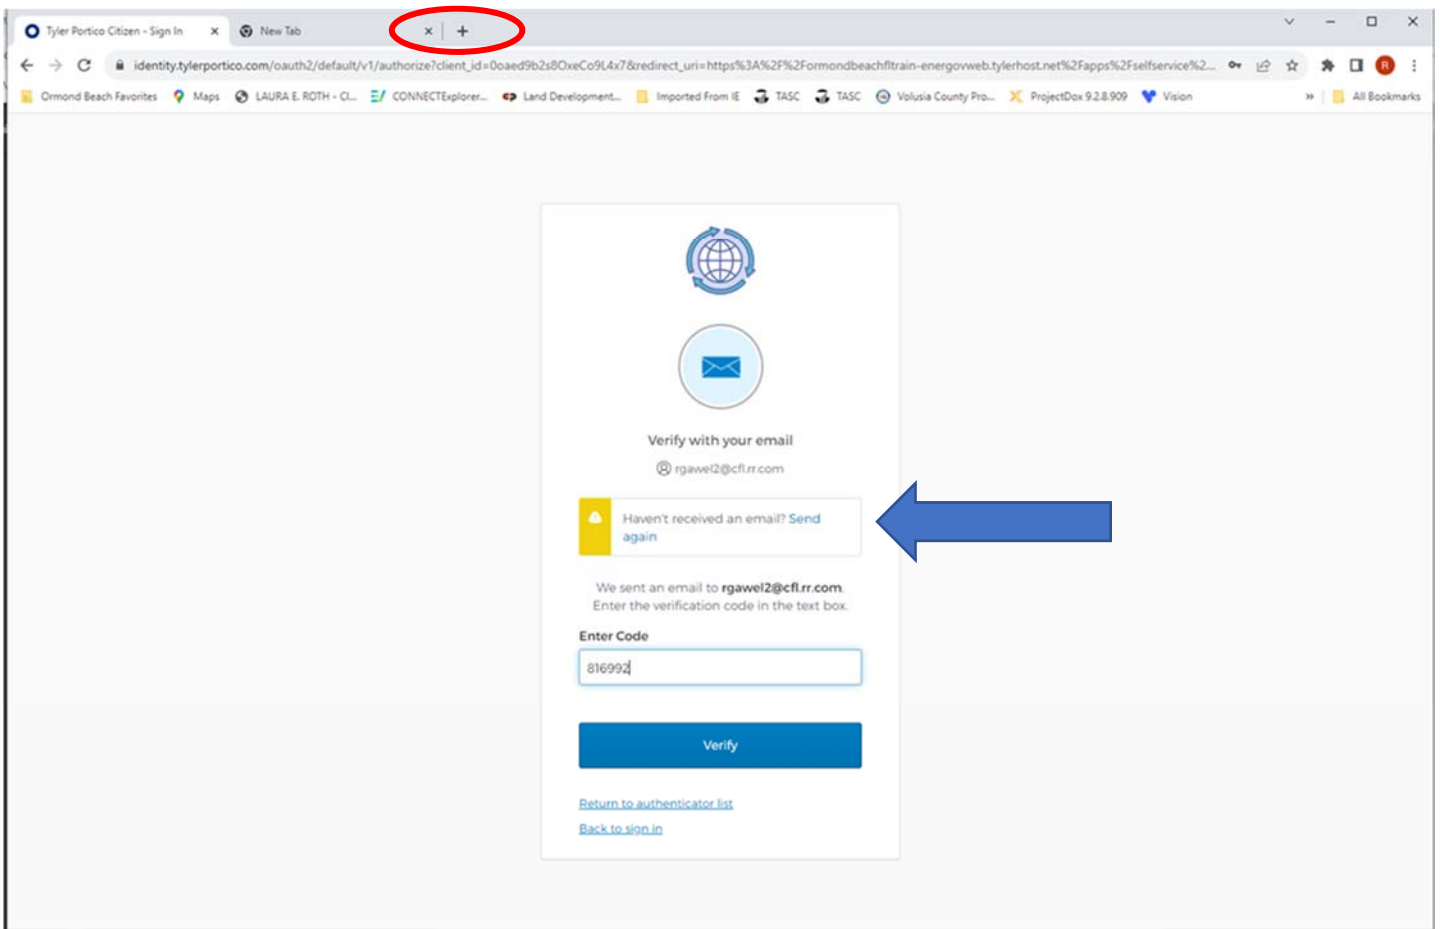 Tyler Portico Citizen - Sign In
New Tab
identity.tylerportico.com/oauth2/default/v1/authorize?client_id=0oaed9b2s8OxeCo9L4x7&redirect_uri=https%3A%2F%2Formondbeachfltrain-energovweb.tylerhost.net%2Fapps%2Fselfservice%2...
Ormond Beach Favorites Maps LAURA E. ROTH - Cl... CONNECTExplorer... Land Development... Imported From IE TASC TASC Volusia County Pro... ProjectDox 9.2.8.909 Vision » All Bookmarks
Verify with your email
rgawel2@cfl.rr.com
Haven't received an email? Send
again
We sent an email to rgawel2@cfl.rr.com.
Enter the verification code in the text box.
Enter Code
816992
Verify
Return to authenticator list
Back to sign in